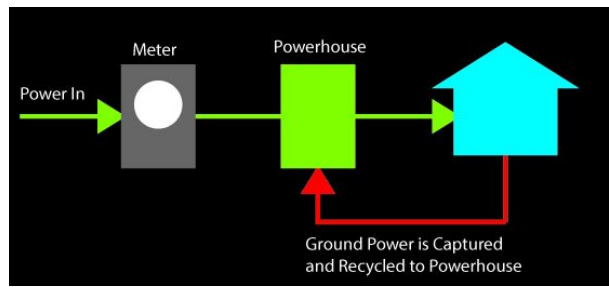 Powerhouse
Meter
Power In
Ground Power is Captured
and Recycled to Powerhouse